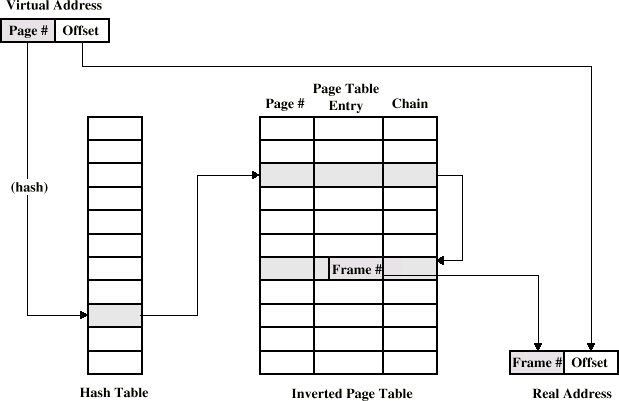 Virtual Address
Page # Offset
Page Table
Page # Entry Chain
(hash)
Frame #
Frame # Offset
Hash Table
Inverted Page Table
Real Address